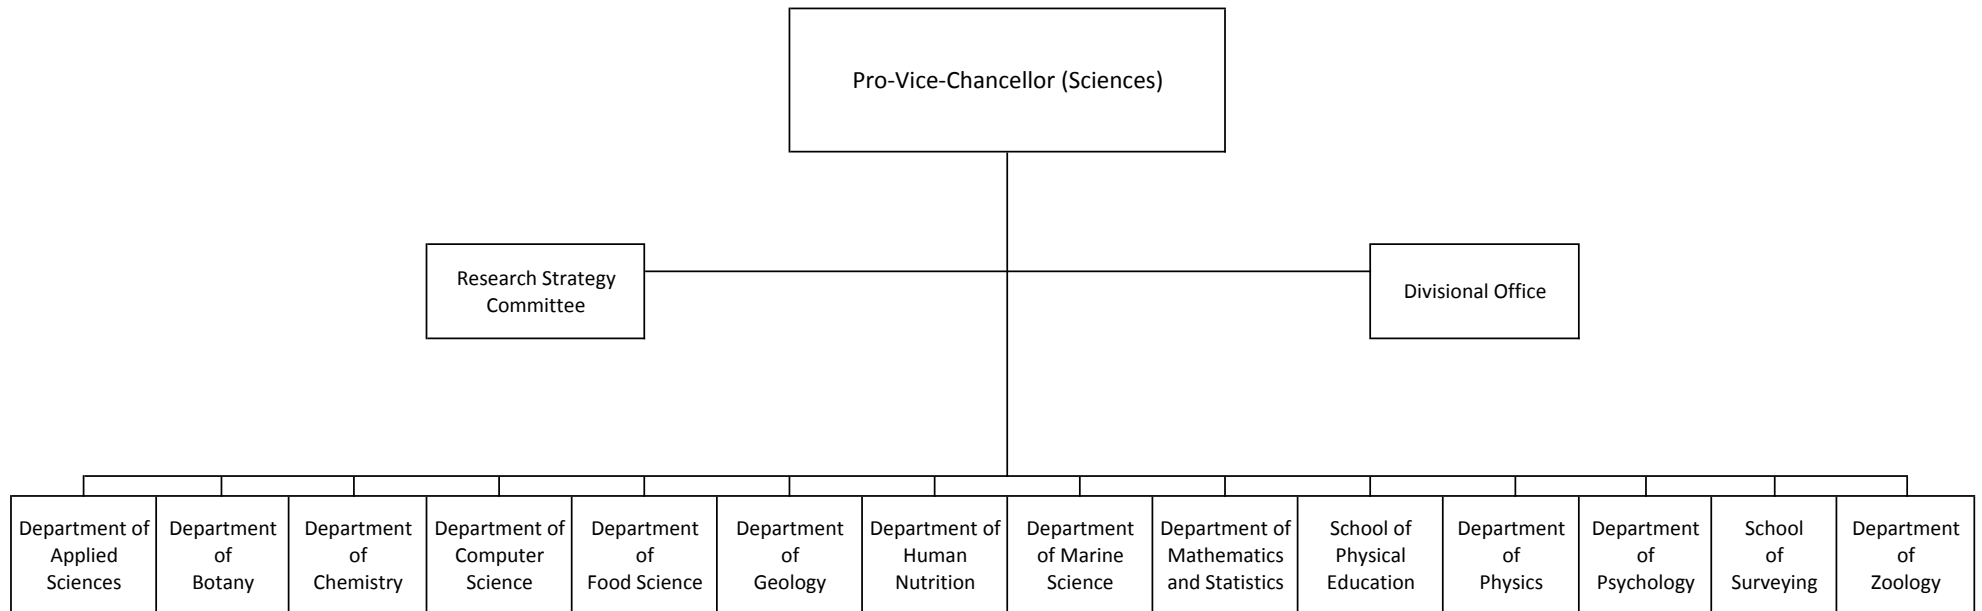 Pro-Vice-Chancellor (Sciences)
Research Strategy
Committee
Divisional Office
Department of
Applied
Sciences
Department
of
Botany
Department
of
Chemistry
Department of
Computer
Science
Department
of
Food Science
Department
of
Geology
Department of
Human
Nutrition
Department
of Marine
Science
Department of
Mathematics
and Statistics
School of
Physical
Education
Department
of
Physics
Department
of
Psychology
School
of
Surveying
Department
of
Zoology